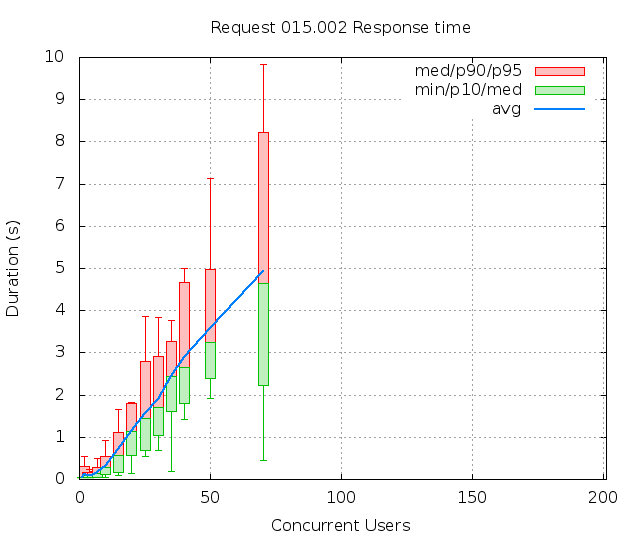 Request 015.002 Response time
med/p90/p95
min/p10/med
avg
10
9
8
7
6
5
4
3
2
1
0
Duration (s)
0 50 100 150 200
Concurrent Users